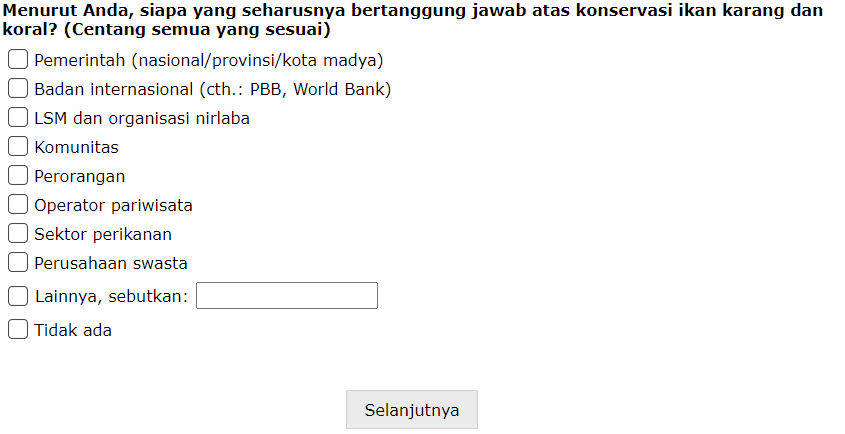 Menurut Anda, siapa yang seharusnya bertanggung jawab atas konservasi ikan karang dan
koral? (Centang semua yang sesuai)
Pemerintah (nasional/provinsi/kota madya)
Badan internasional (cth.: PBB, World Bank)
LSM dan organisasi nirlaba
Komunitas
Perorangan
Operator pariwisata
Sektor perikanan
Perusahaan swasta
Lainnya, sebutkan:
Tidak ada
Selanjutnya